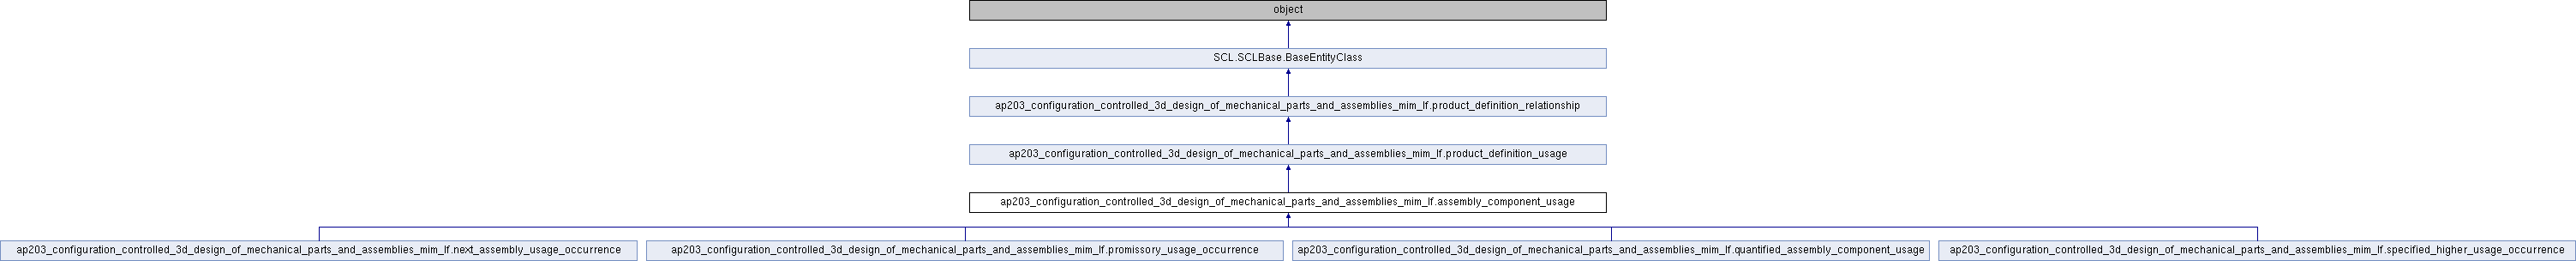 object
SCL.SCLBase.BaseEntityClass
ap203_configuration_controlled_3d_design_of_mechanical_parts_and_assemblies_mim_lf.product_definition_relationship
ap203_configuration_controlled_3d_design_of_mechanical_parts_and_assemblies_mim_lf.product_definition_usage
ap203_configuration_controlled_3d_design_of_mechanical_parts_and_assemblies_mim_lf.assembly_component_usage
ap203_configuration_controlled_3d_design_of_mechanical_parts_and_assemblies_mim_lf.next_assembly_usage_occurrence
ap203_configuration_controlled_3d_design_of_mechanical_parts_and_assemblies_mim_lf.promissory_usage_occurrence
ap203_configuration_controlled_3d_design_of_mechanical_parts_and_assemblies_mim_lf.quantified_assembly_component_usage
ap203_configuration_controlled_3d_design_of_mechanical_parts_and_assemblies_mim_lf.specified_higher_usage_occurrence